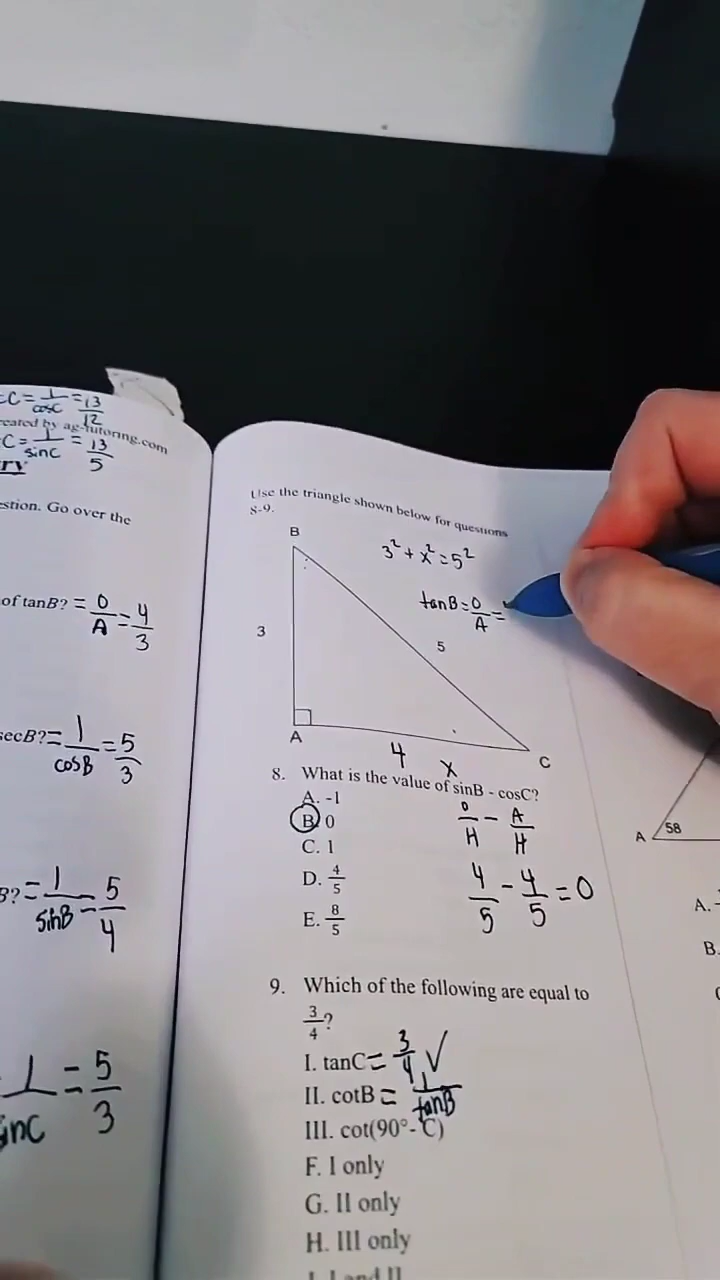 C = 1/cosC = 13/12
created by ag-tutoring.com
C = 1/sinC = 13/5
ry
estion. Go over the
of tanB? = O/A = 4/3
secB? = 1/cosB = 5/3
B? = 1/sinB = 5/4
1/inC = 5/3
Use the triangle shown below for questions
8-9.
B
3² + x² = 5²
tanB = O/A =
3
5
A
4
x
C
8. What is the value of sinB - cosC?
A. -1
B. 0
C. 1
D. 4/5
E. 8/5
O/H - A/H
4/5 - 4/5 = 0
9. Which of the following are equal to
3/4?
I. tanC = 3/4 √
II. cotB = 1/tanB
III. cot(90°- C)
F. I only
G. II only
H. III only
A
58
A.
B.